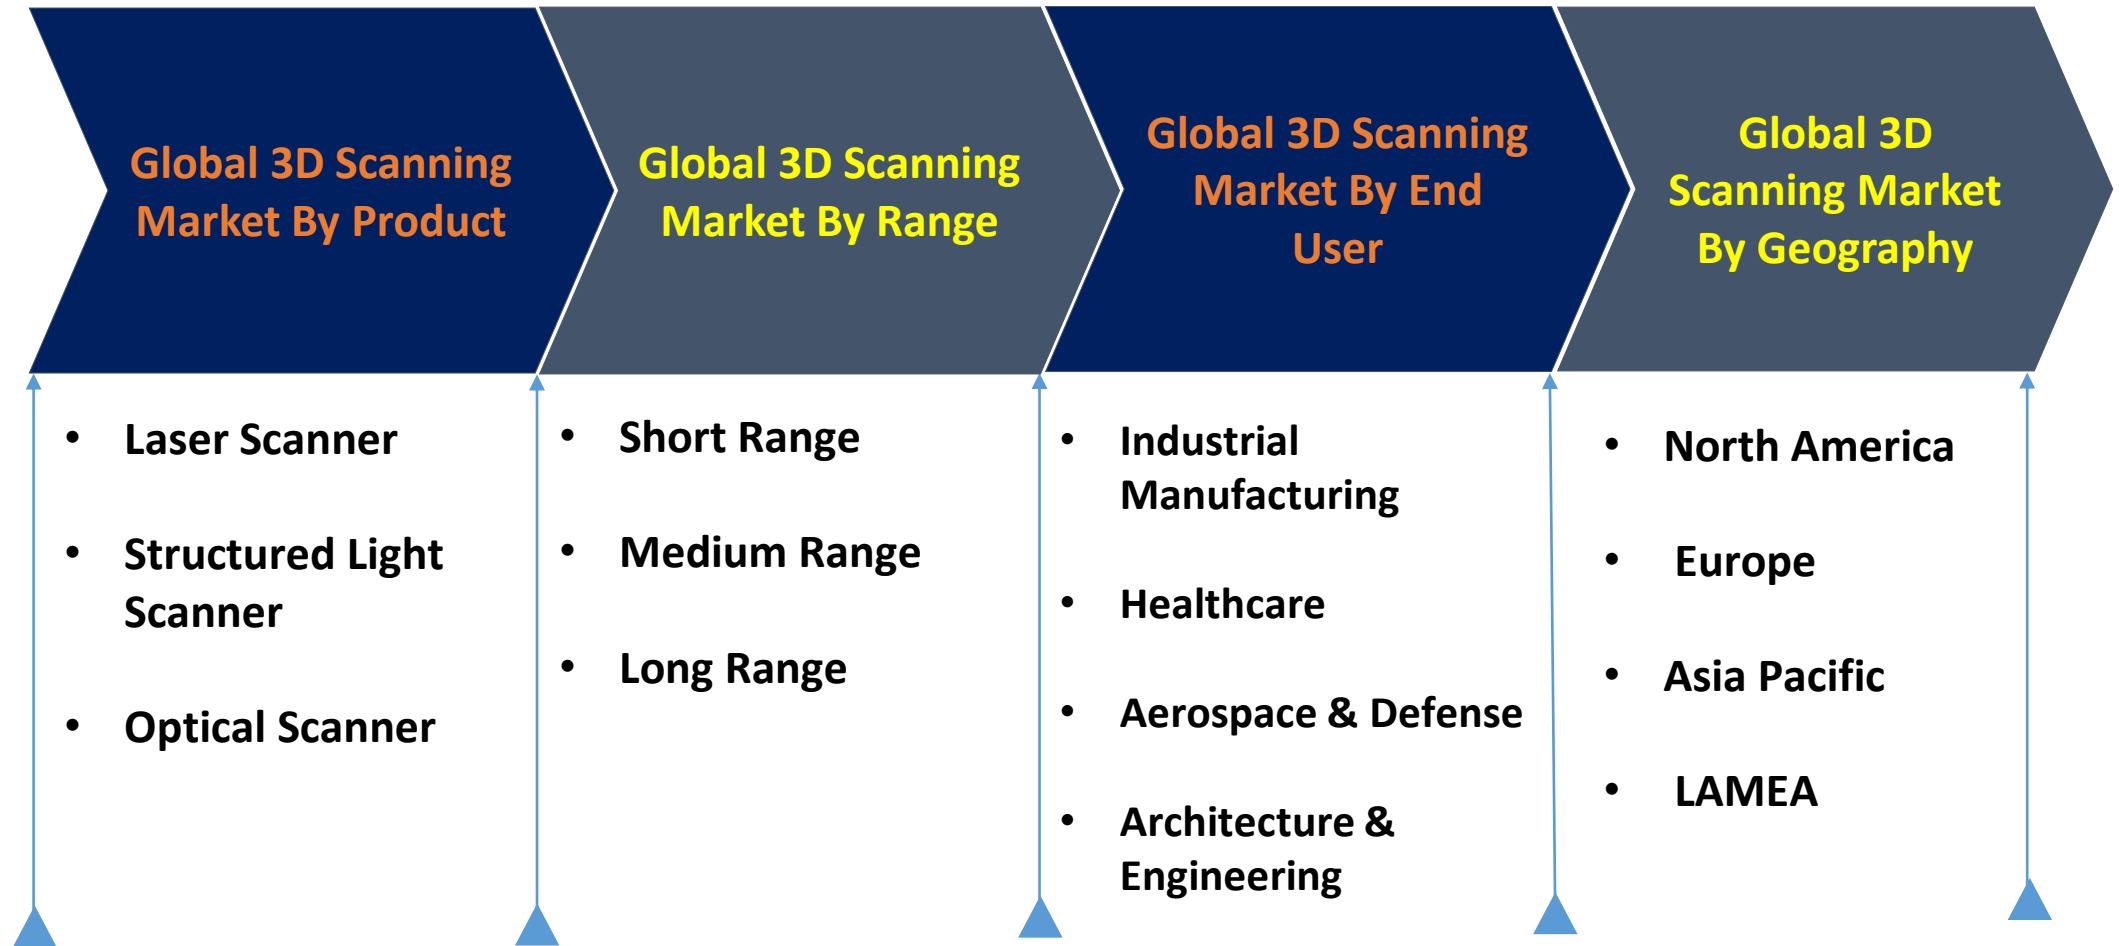 Global 3D Scanning
Market By Product
Global 3D Scanning
Market By Range
Global 3D Scanning
Market By End
User
Global 3D
Scanning Market
By Geography
• Laser Scanner
• Structured Light
Scanner
• Optical Scanner
• Short Range
• Medium Range
• Long Range
• Industrial
Manufacturing
• Healthcare
• Aerospace & Defense
• Architecture &
Engineering
• North America
• Europe
• Asia Pacific
• LAMEA